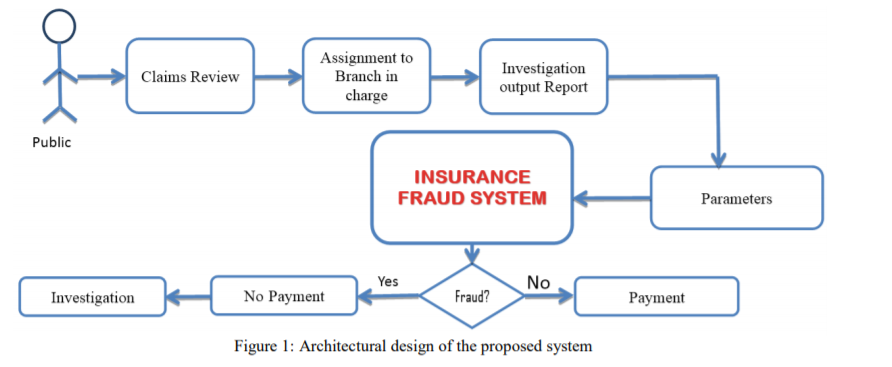 Claims Review
Assignment to
Branch in
charge
Investigation
output Report
Public
INSURANCE
FRAUD SYSTEM
Parameters
Investigation
No Payment
Yes
Fraud?
No
Payment
Figure 1: Architectural design of the proposed system